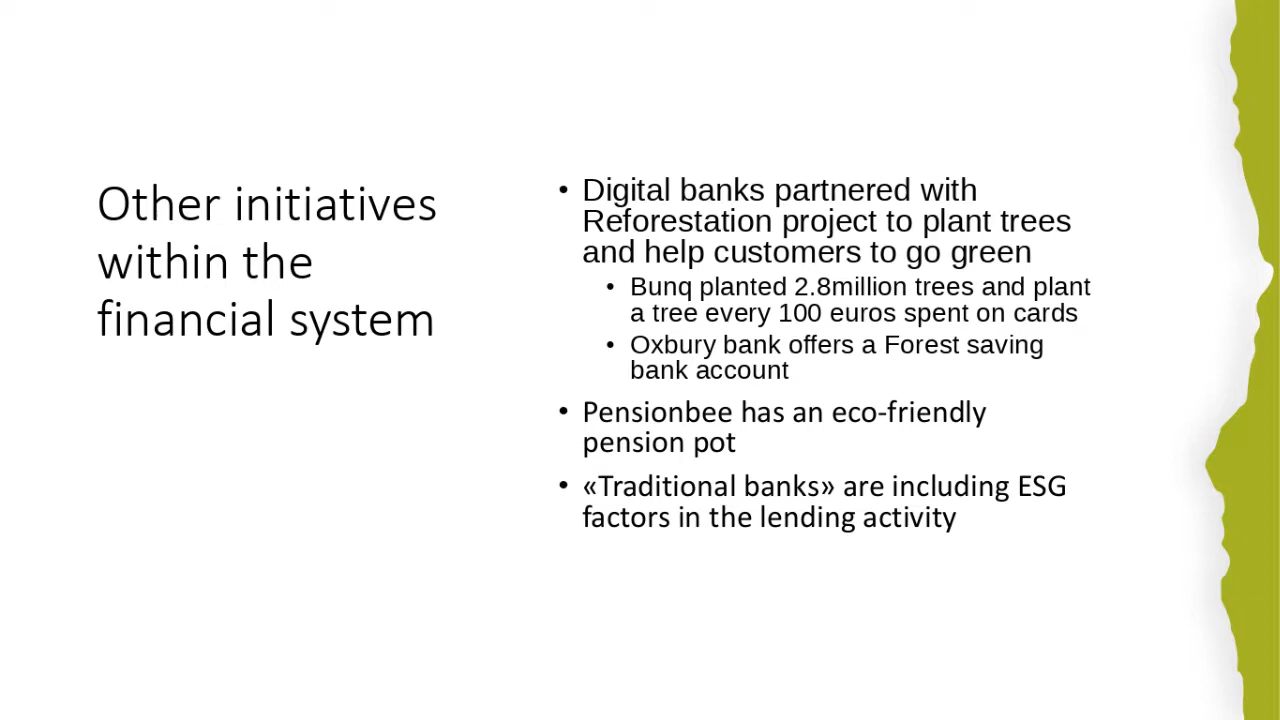 Other initiatives
within the
financial system
• Digital banks partnered with
Reforestation project to plant trees
and help customers to go green
• Bunq planted 2.8million trees and plant
a tree every 100 euros spent on cards
• Oxbury bank offers a Forest saving
bank account
• Pensionbee has an eco-friendly
pension pot
• «Traditional banks» are including ESG
factors in the lending activity